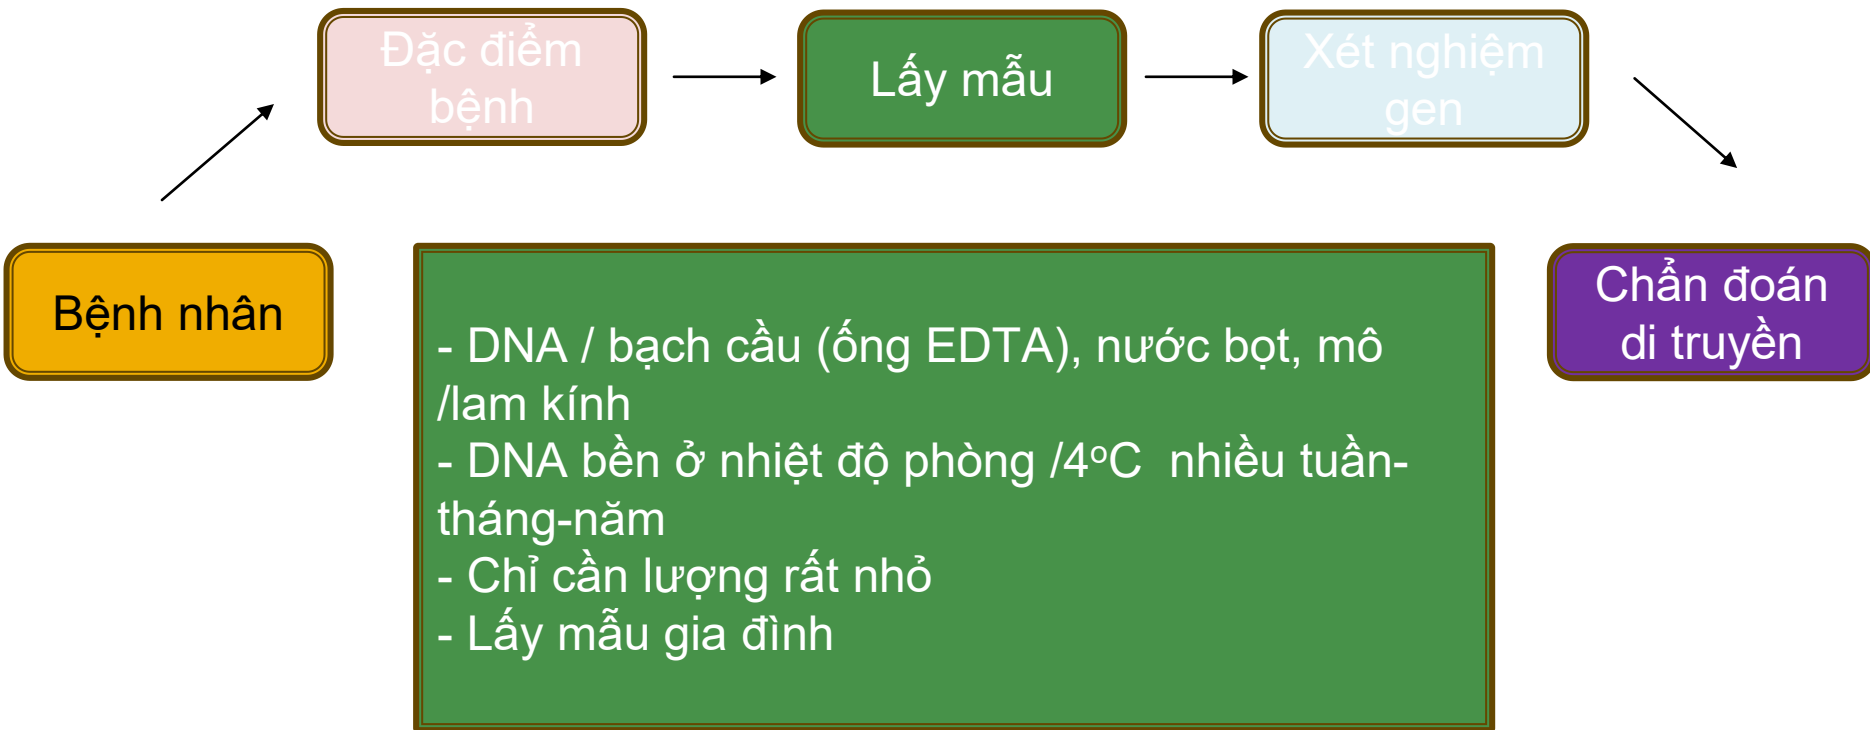 Đặc điểm
bệnh
Lấy mẫu
Xét nghiệm
gen
Bệnh nhân
Chẩn đoán
di truyền
- DNA / bạch cầu (ống EDTA), nước bọt, mô
/lam kính
- DNA bền ở nhiệt độ phòng /4ºC  nhiều tuần-
tháng-năm
- Chỉ cần lượng rất nhỏ
- Lấy mẫu gia đình